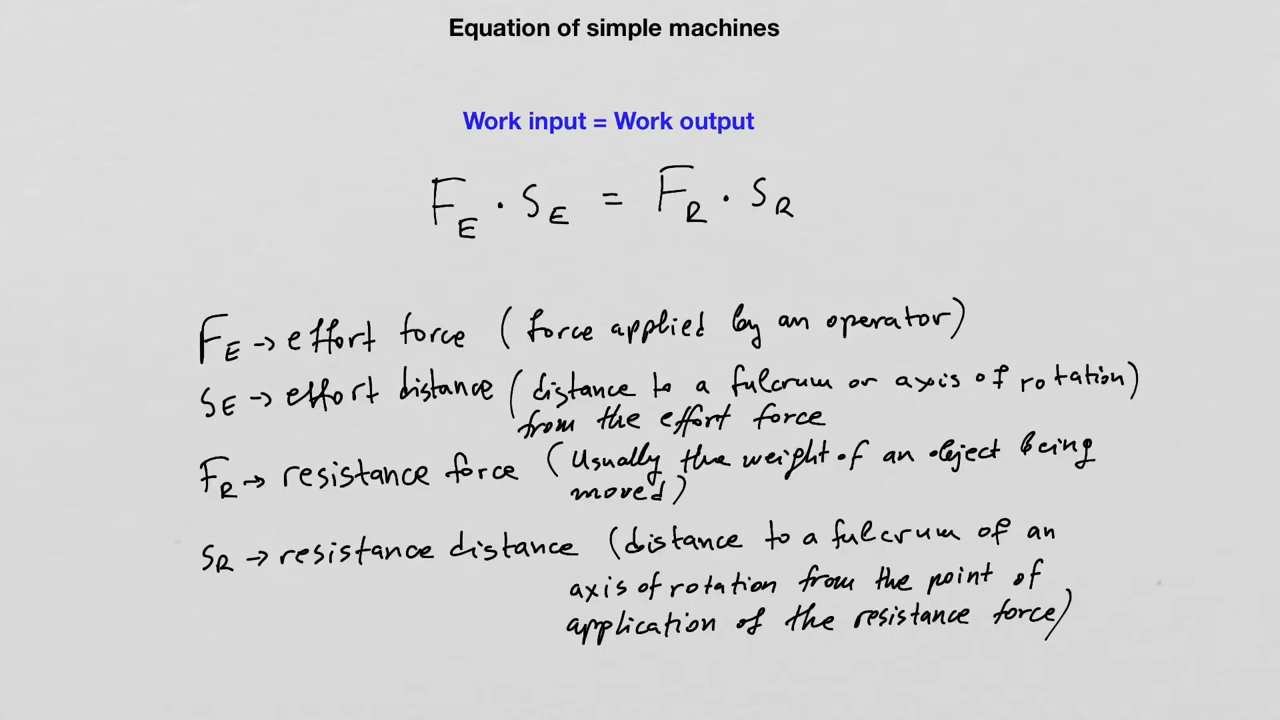 Equation of simple machines
Work input = Work output
F_E · S_E = F_R · S_R
F_E → effort force (force applied by an operator)
S_E → effort distance (distance to a fulcrum or axis of rotation)
from the effort force
F_R → resistance force (Usually the weight of an object being
moved)
S_R → resistance distance (distance to a fulcrum of an
axis of rotation from the point of
application of the resistance force)